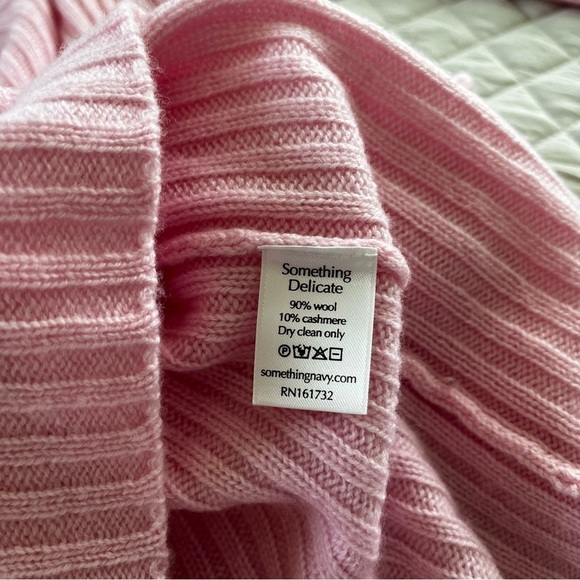 Something
Delicate
90% wool
10% cashmere
Dry clean only
P
somethingnavy.com
RN161732